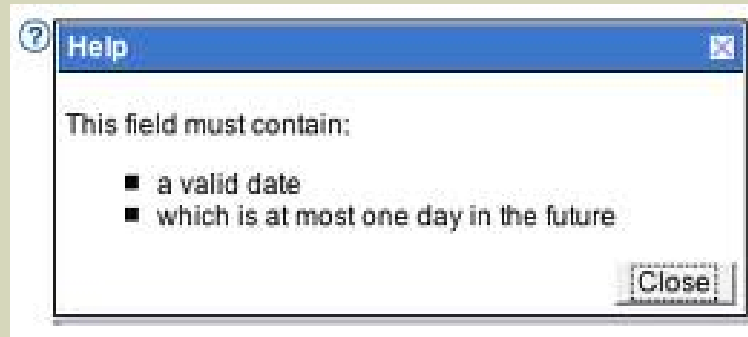 ?
Help
This field must contain:
a valid date
which is at most one day in the future
Close